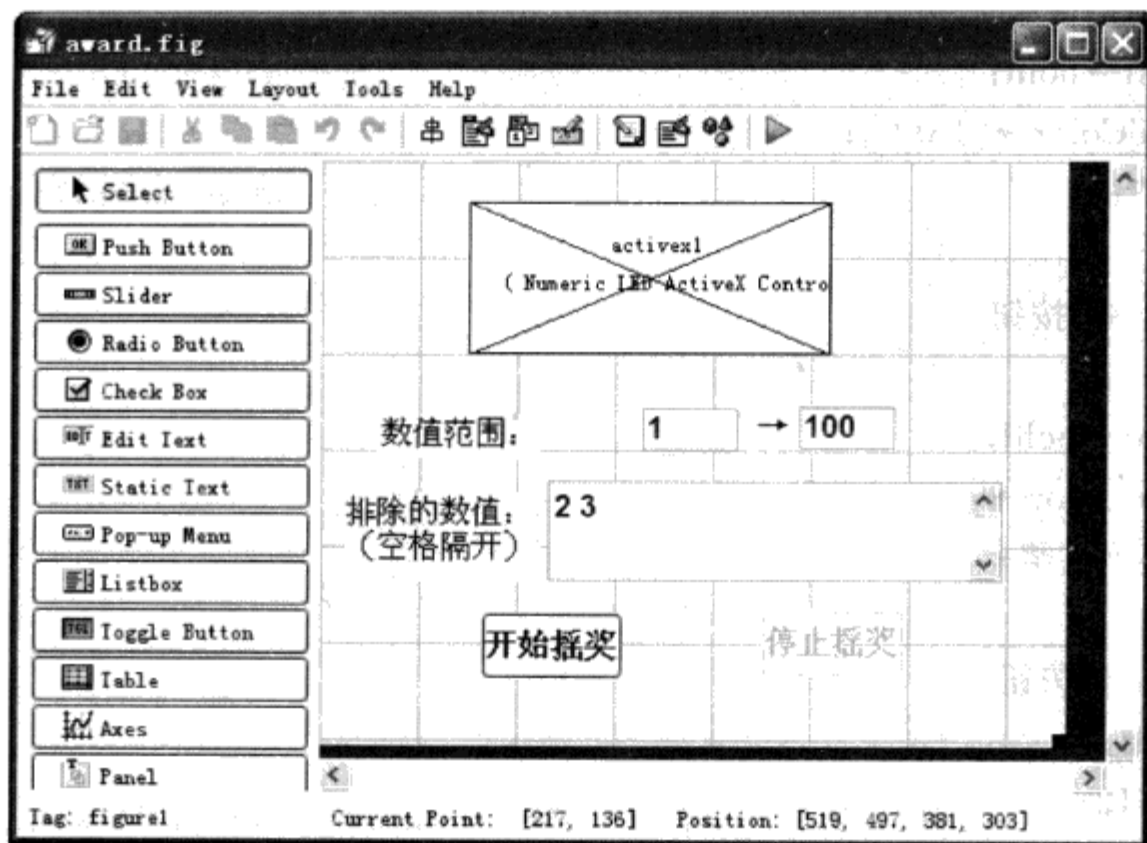 award.fig
File Edit View Layout Tools Help
Select
Push Button
Slider
Radio Button
Check Box
Edit Text
Static Text
Pop-up Menu
Listbox
Toggle Button
Table
Axes
Panel
activex1
( Numeric LED ActiveX Contro
数值范围： 1 → 100
排除的数值： 2 3
（空格隔开）
开始摇奖 停止摇奖
Tag: figure1 Current Point: [217, 136] Position: [519, 497, 381, 303]